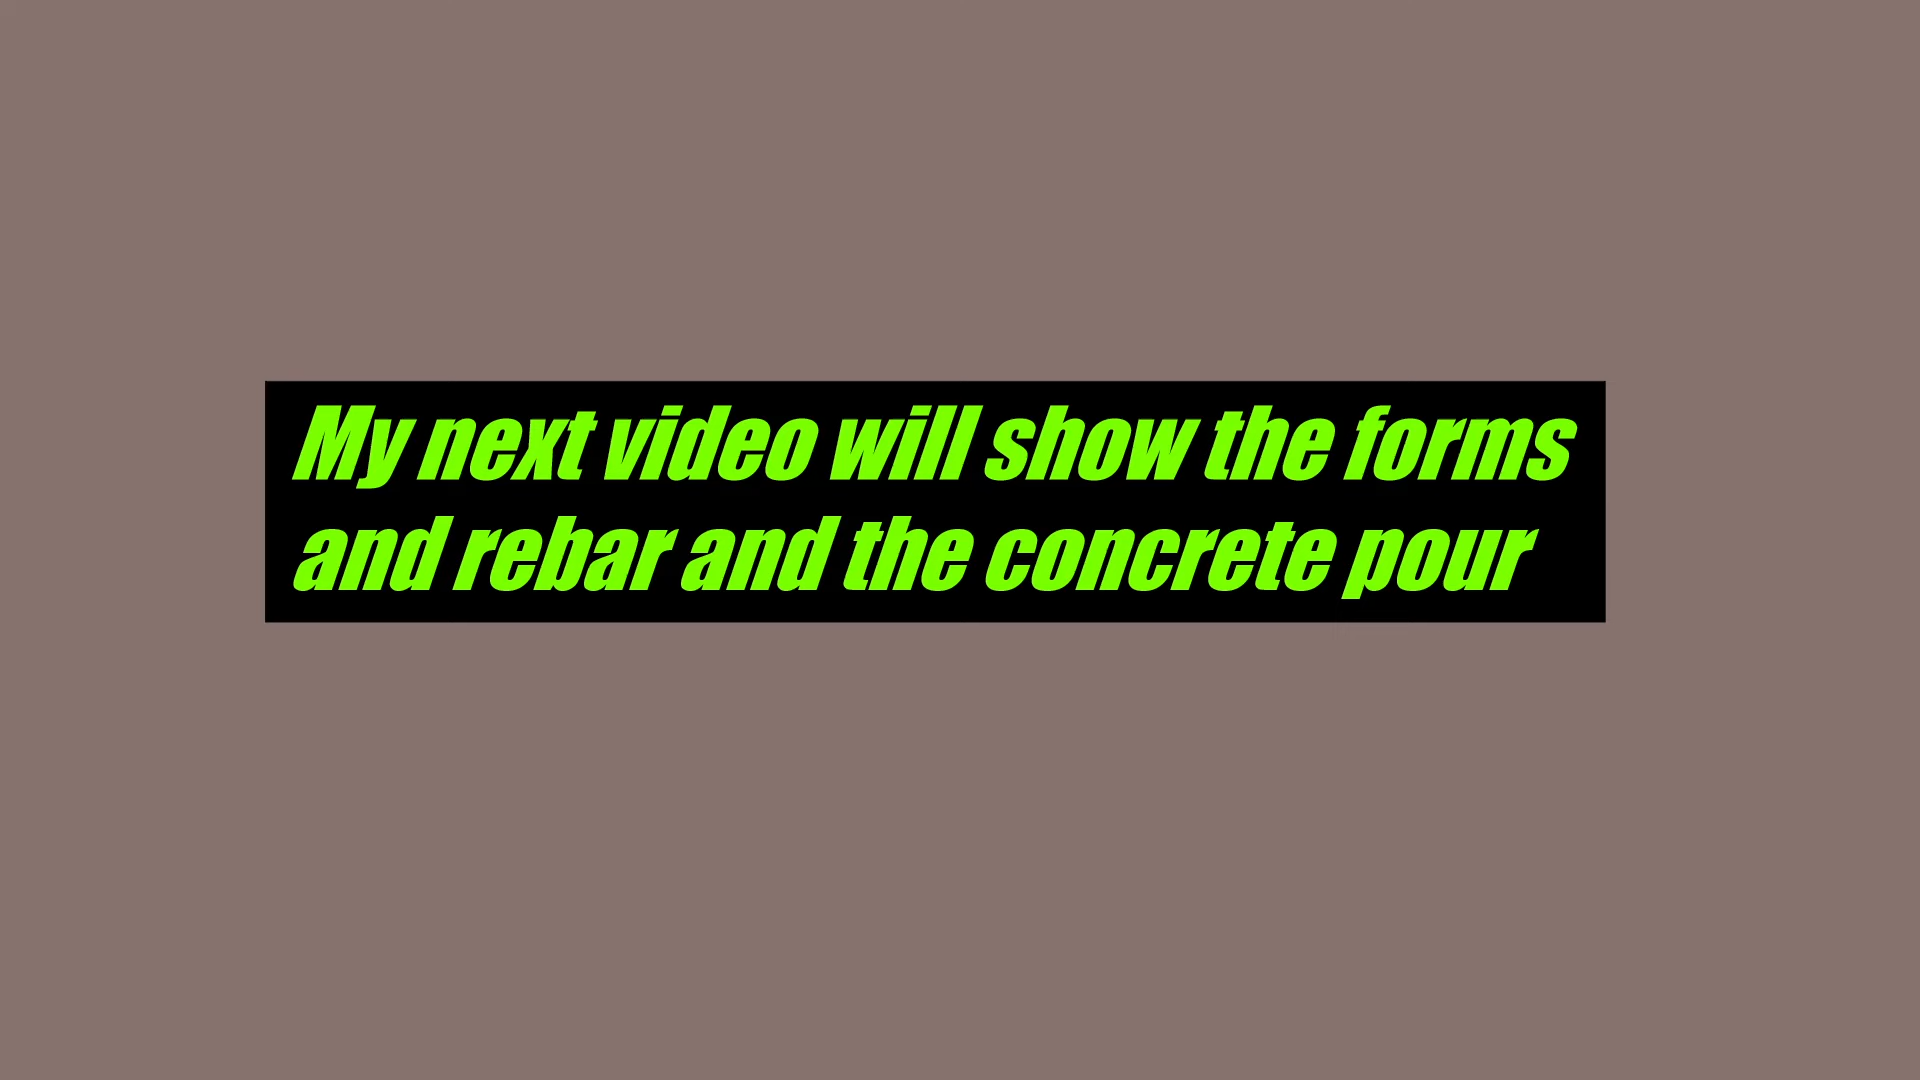 My next video will show the forms
and rebar and the concrete pour